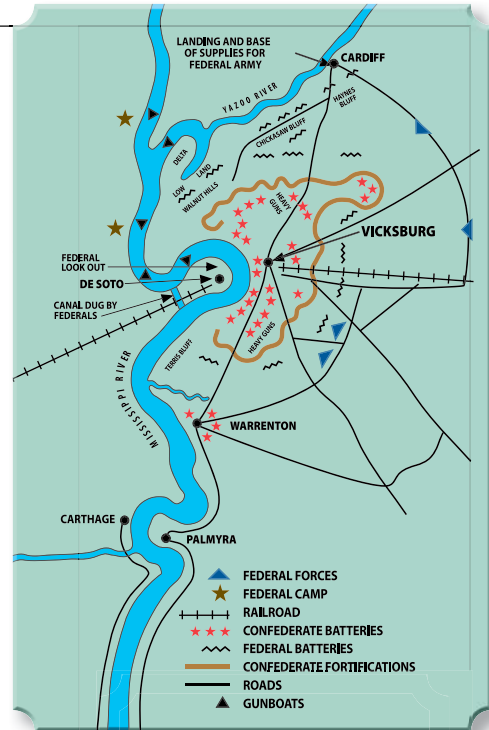 LANDING AND BASE
OF SUPPLIES FOR
FEDERAL ARMY
CARDIFF
YAZOO RIVER
HAYNES
BLUFF
CHICKASAW BLUFF
DELTA
LAND
LOW
WALNUT HILLS
HEAVY
GUNS
VICKSBURG
FEDERAL
LOOK OUT
DE SOTO
CANAL DUG BY
FEDERALS
HEAVY GUNS
TERRIS BLUFF
MISSISSIPPI RIVER
WARRENTON
CARTHAGE
PALMYRA
FEDERAL FORCES
FEDERAL CAMP
RAILROAD
CONFEDERATE BATTERIES
FEDERAL BATTERIES
CONFEDERATE FORTIFICATIONS
ROADS
GUNBOATS